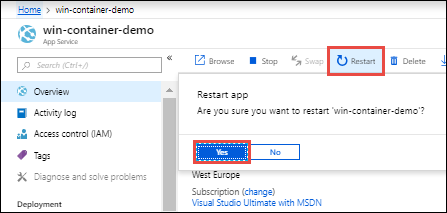 Home > win-container-demo
win-container-demo
App Service
Search (Ctrl+/)
Overview
Activity log
Access control (IAM)
Tags
Diagnose and solve problems
Deployment
Browse Stop Swap Restart Delete
Restart app
Are you sure you want to restart 'win-container-demo'?
Yes No
West Europe
Subscription (change)
Visual Studio Ultimate with MSDN